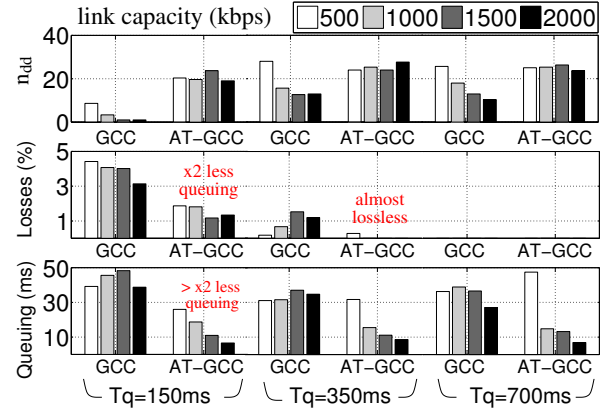 link capacity (kbps) 500 1000 1500 2000
n_dd
40
20
0
GCC AT-GCC GCC AT-GCC GCC AT-GCC
Losses (%)
5
3
1
x2 less
queuing
almost
lossless
GCC AT-GCC GCC AT-GCC GCC AT-GCC
Queuing (ms)
50
30
10
> x2 less
queuing
GCC AT-GCC GCC AT-GCC GCC AT-GCC
Tq=150ms Tq=350ms Tq=700ms